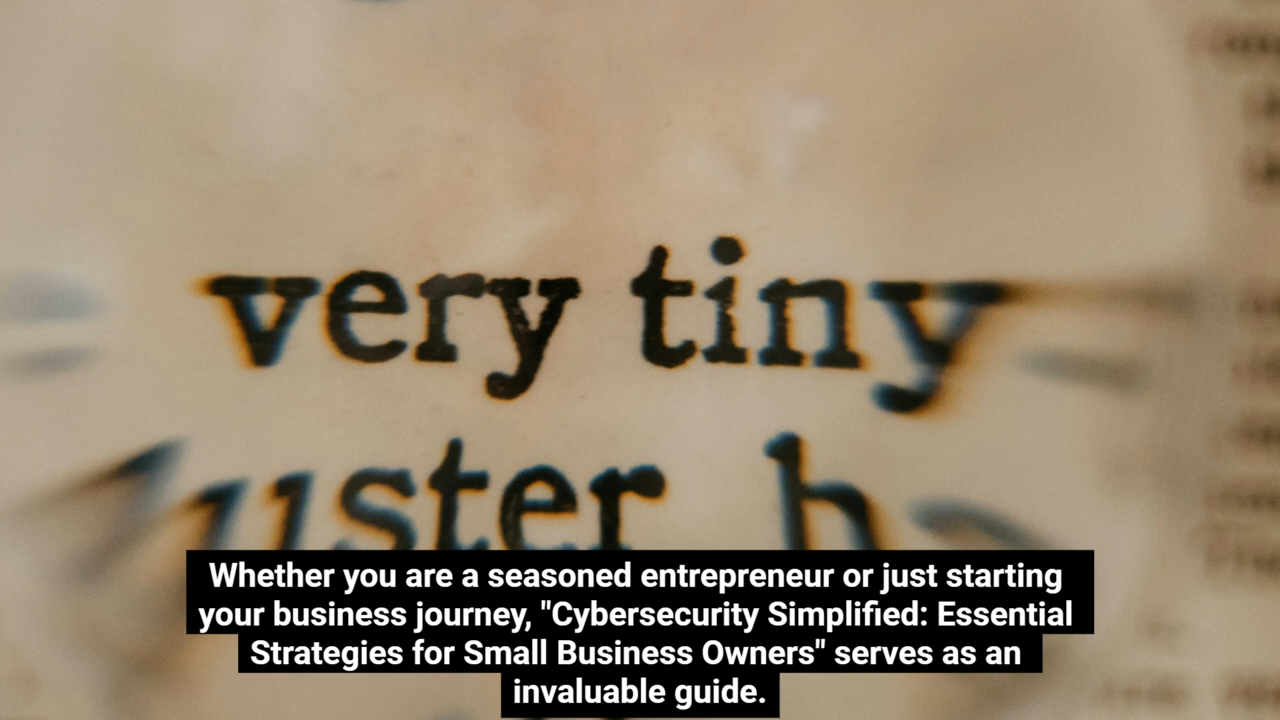 very tiny
uster h
Whether you are a seasoned entrepreneur or just starting
your business journey, "Cybersecurity Simplified: Essential
Strategies for Small Business Owners" serves as an
invaluable guide.